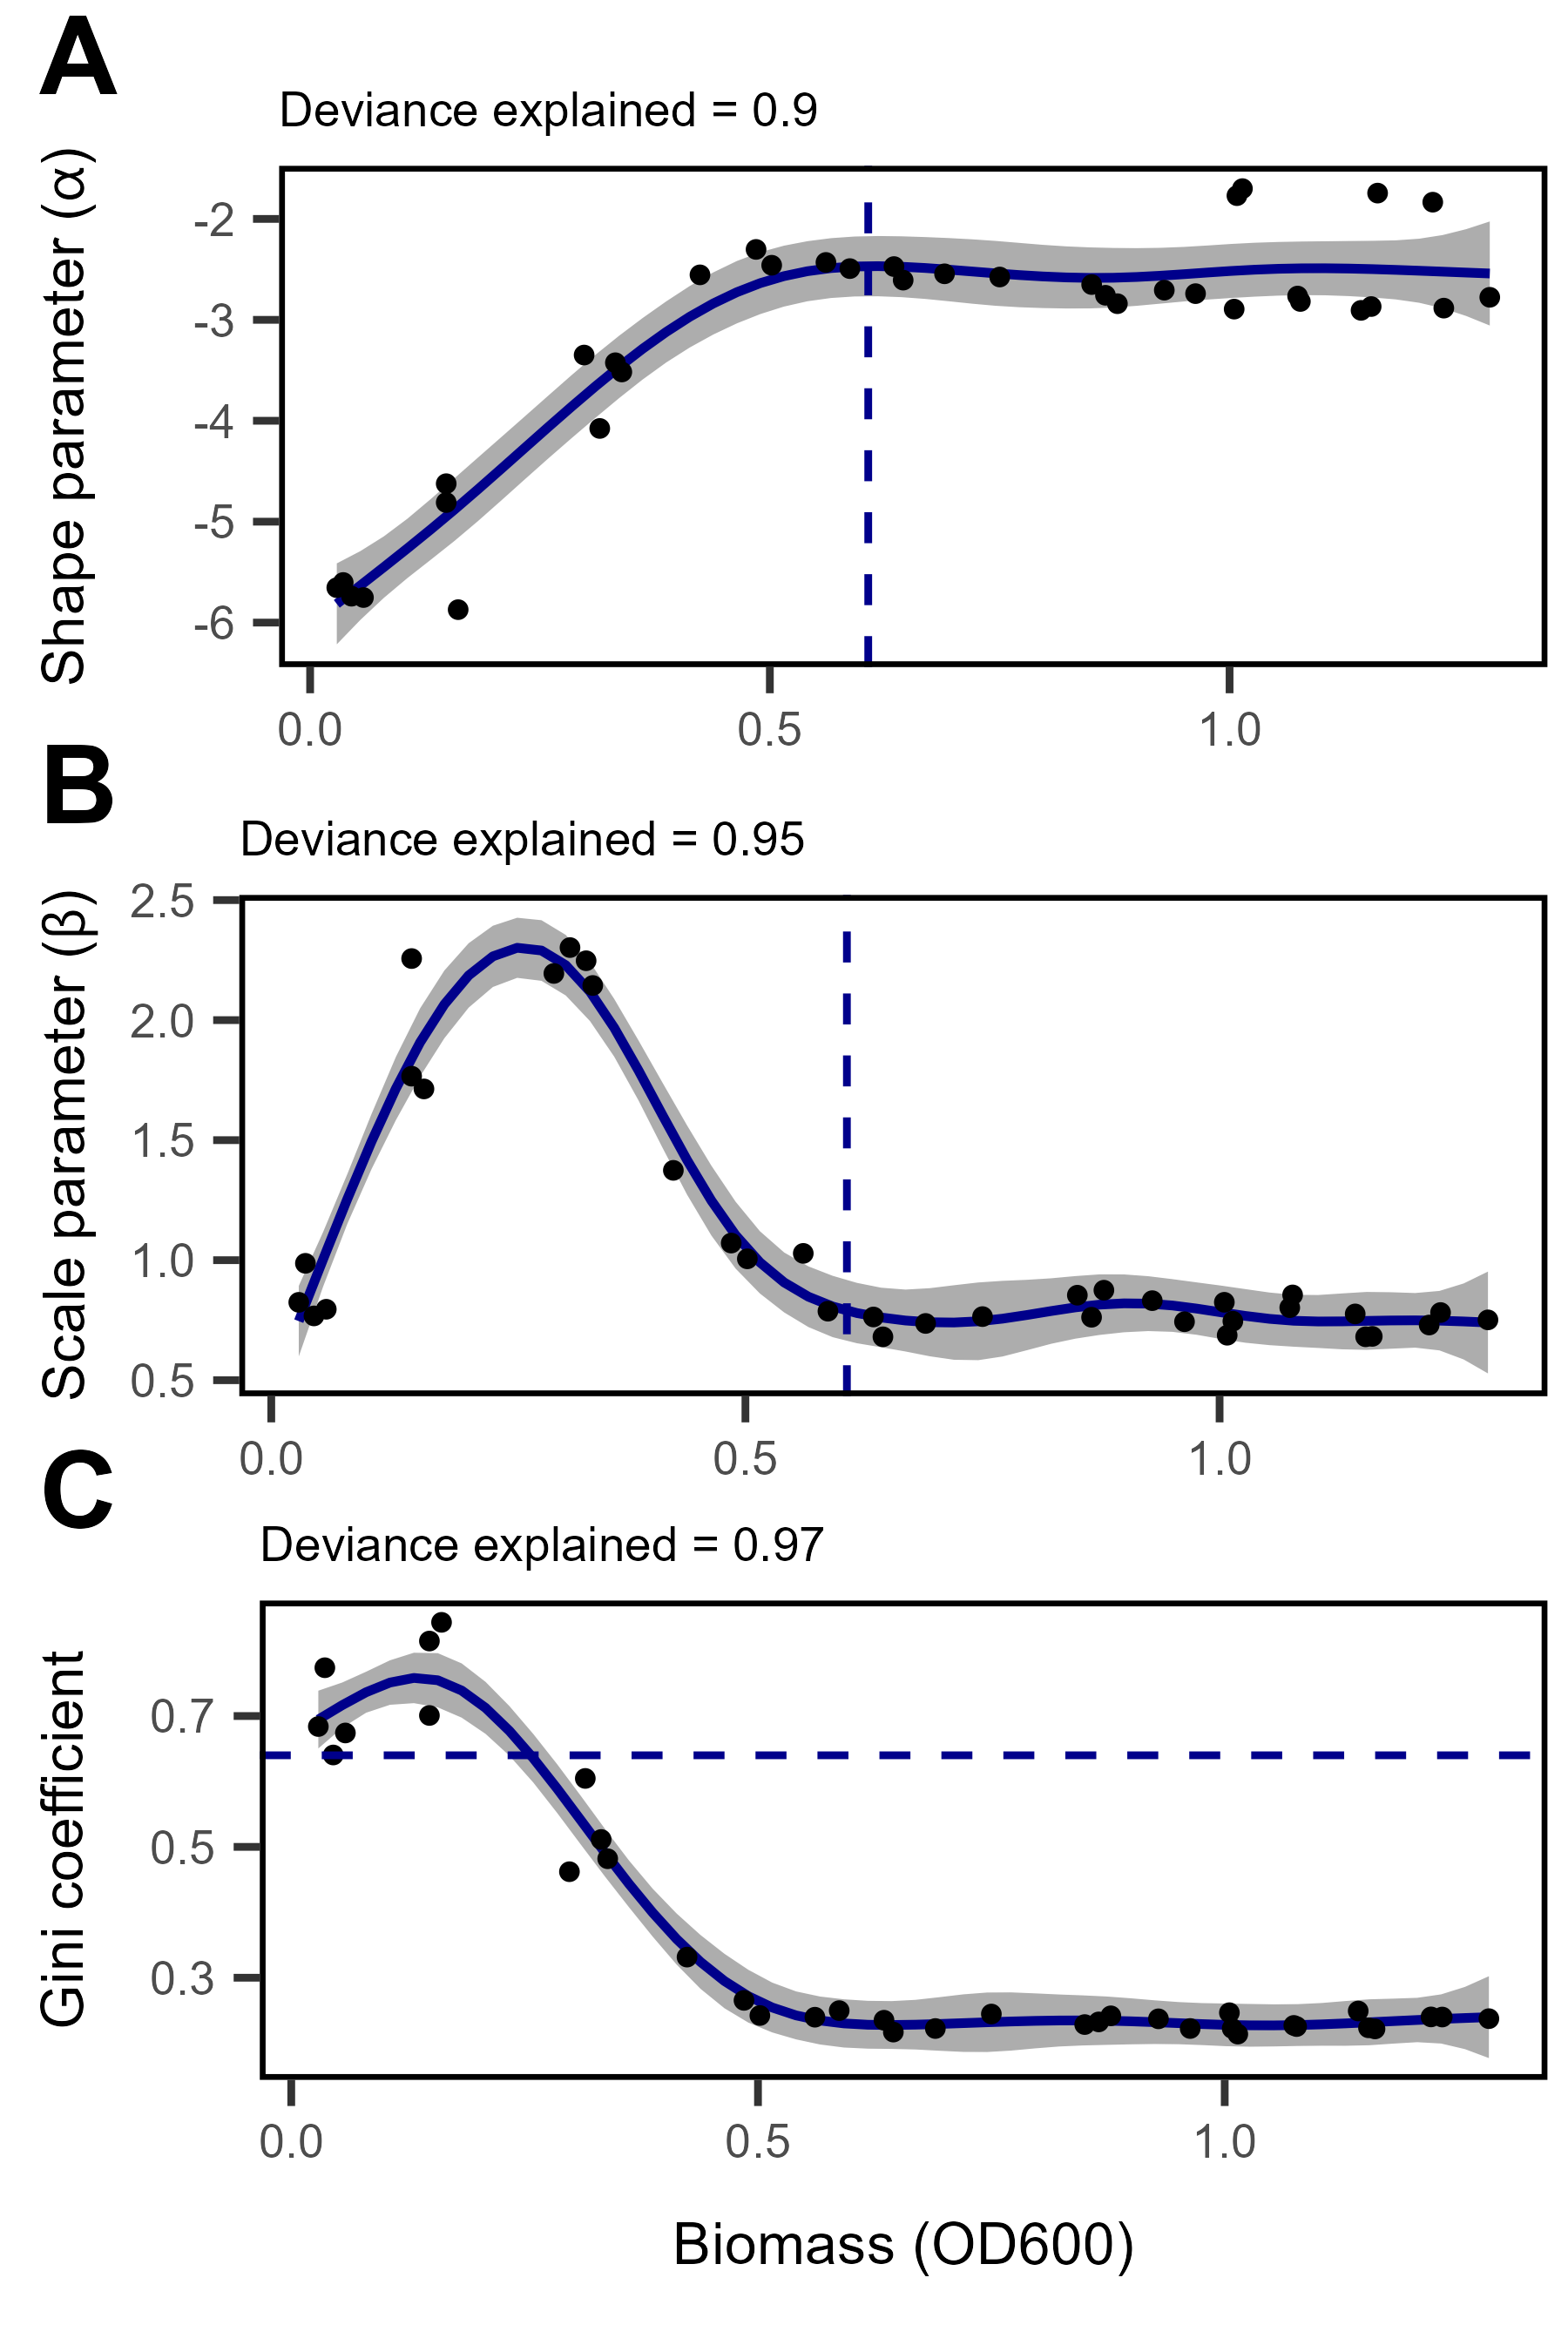 A
Deviance explained = 0.9
Shape parameter (α)
-2
-3
-4
-5
-6
0.0 0.5 1.0
B
Deviance explained = 0.95
Scale parameter (β)
2.5
2.0
1.5
1.0
0.5
0.0 0.5 1.0
C
Deviance explained = 0.97
Gini coefficient
0.7
0.5
0.3
0.0 0.5 1.0
Biomass (OD600)